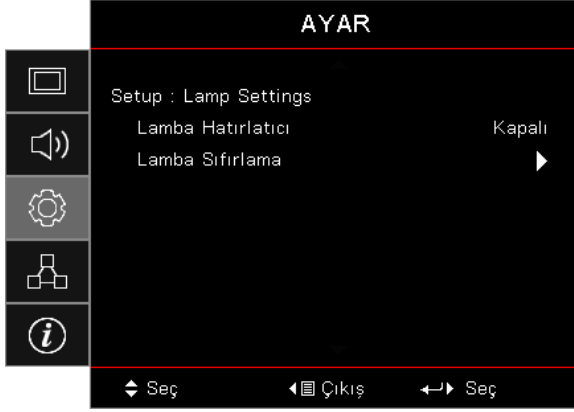 AYAR
Setup : Lamp Settings
Lamba Hatırlatıcı Kapalı
Lamba Sıfırlama
Seç Çıkış Seç